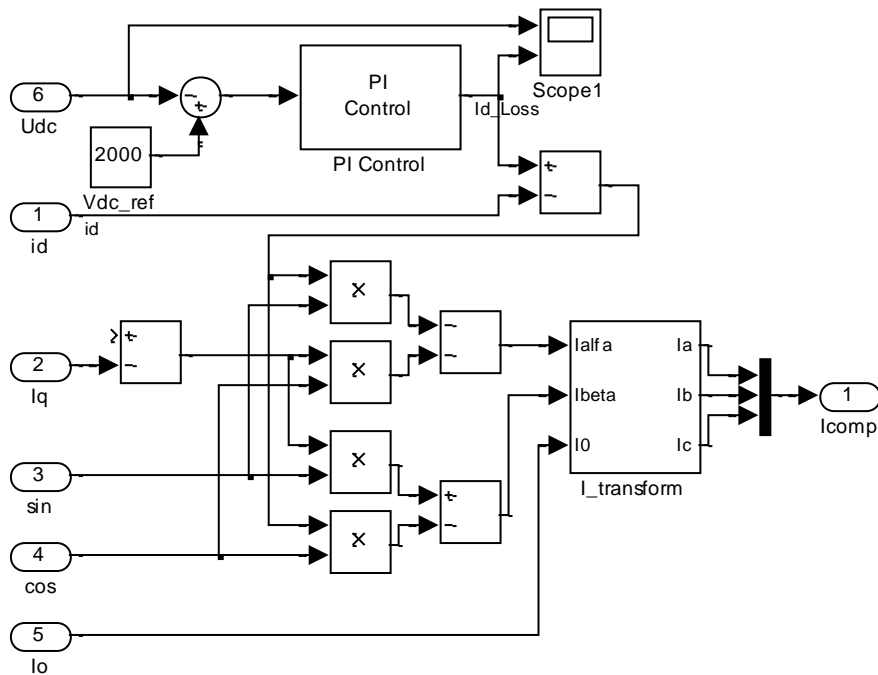 6
Udc
2000
Vdc_ref
-
+
PI
Control
PI Control
Id_Loss
Scope1
1
id
id
+
-
2
Iq
+
-
×
×
-
-
3
sin
×
×
+
-
4
cos
5
Io
Ialfa
Ibeta
I0
Ia
Ib
Ic
I_transform
1
Icomp